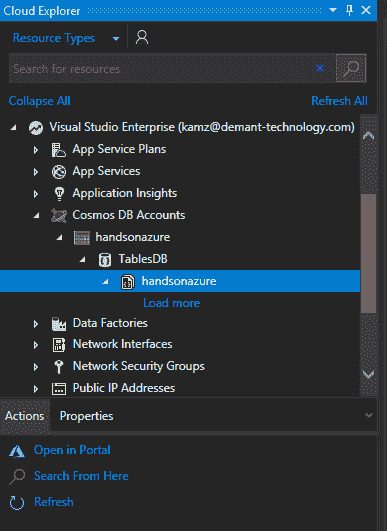 Cloud Explorer
Resource Types
Search for resources
Collapse All Refresh All
Visual Studio Enterprise (kamz@demant-technology.com)
App Service Plans
App Services
Application Insights
Cosmos DB Accounts
handsonazure
TablesDB
handsonazure
Load more
Data Factories
Network Interfaces
Network Security Groups
Public IP Addresses
Actions Properties
Open in Portal
Search From Here
Refresh